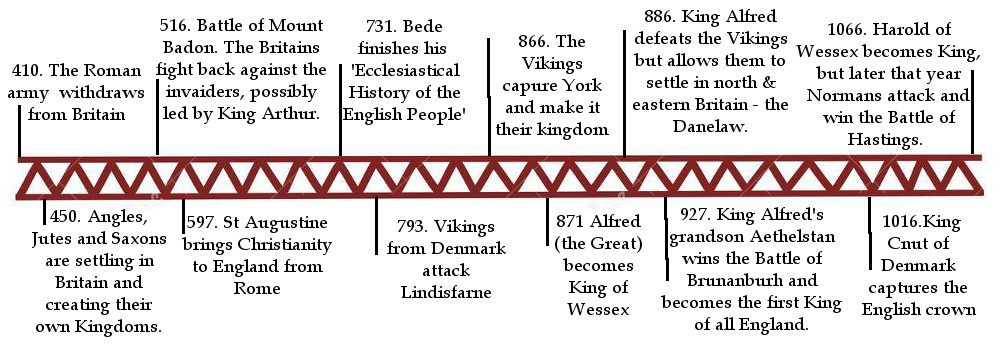 410. The Roman
army withdraws
from Britain
516. Battle of Mount
Badon. The Britains
fight back against the
invaiders, possibly
led by King Arthur.
731. Bede
finishes his
'Ecclesiastical
History of the
English People'
866. The
Vikings
capure York
and make it
their kingdom
886. King Alfred
defeats the Vikings
but allows them to
settle in north &
eastern Britain - the
Danelaw.
1066. Harold of
Wessex becomes King,
but later that year
Normans attack and
win the Battle of
Hastings.
450. Angles,
Jutes and Saxons
are settling in
Britain and
creating their
own Kingdoms.
597. St Augustine
brings Christianity
to England from
Rome
793. Vikings
from Denmark
attack
Lindisfarne
871 Alfred
(the Great)
becomes
King of
Wessex
927. King Alfred's
grandson Aethelstan
wins the Battle of
Brunanburh and
becomes the first King
of all England.
1016.King
Cnut of
Denmark
captures the
English crown